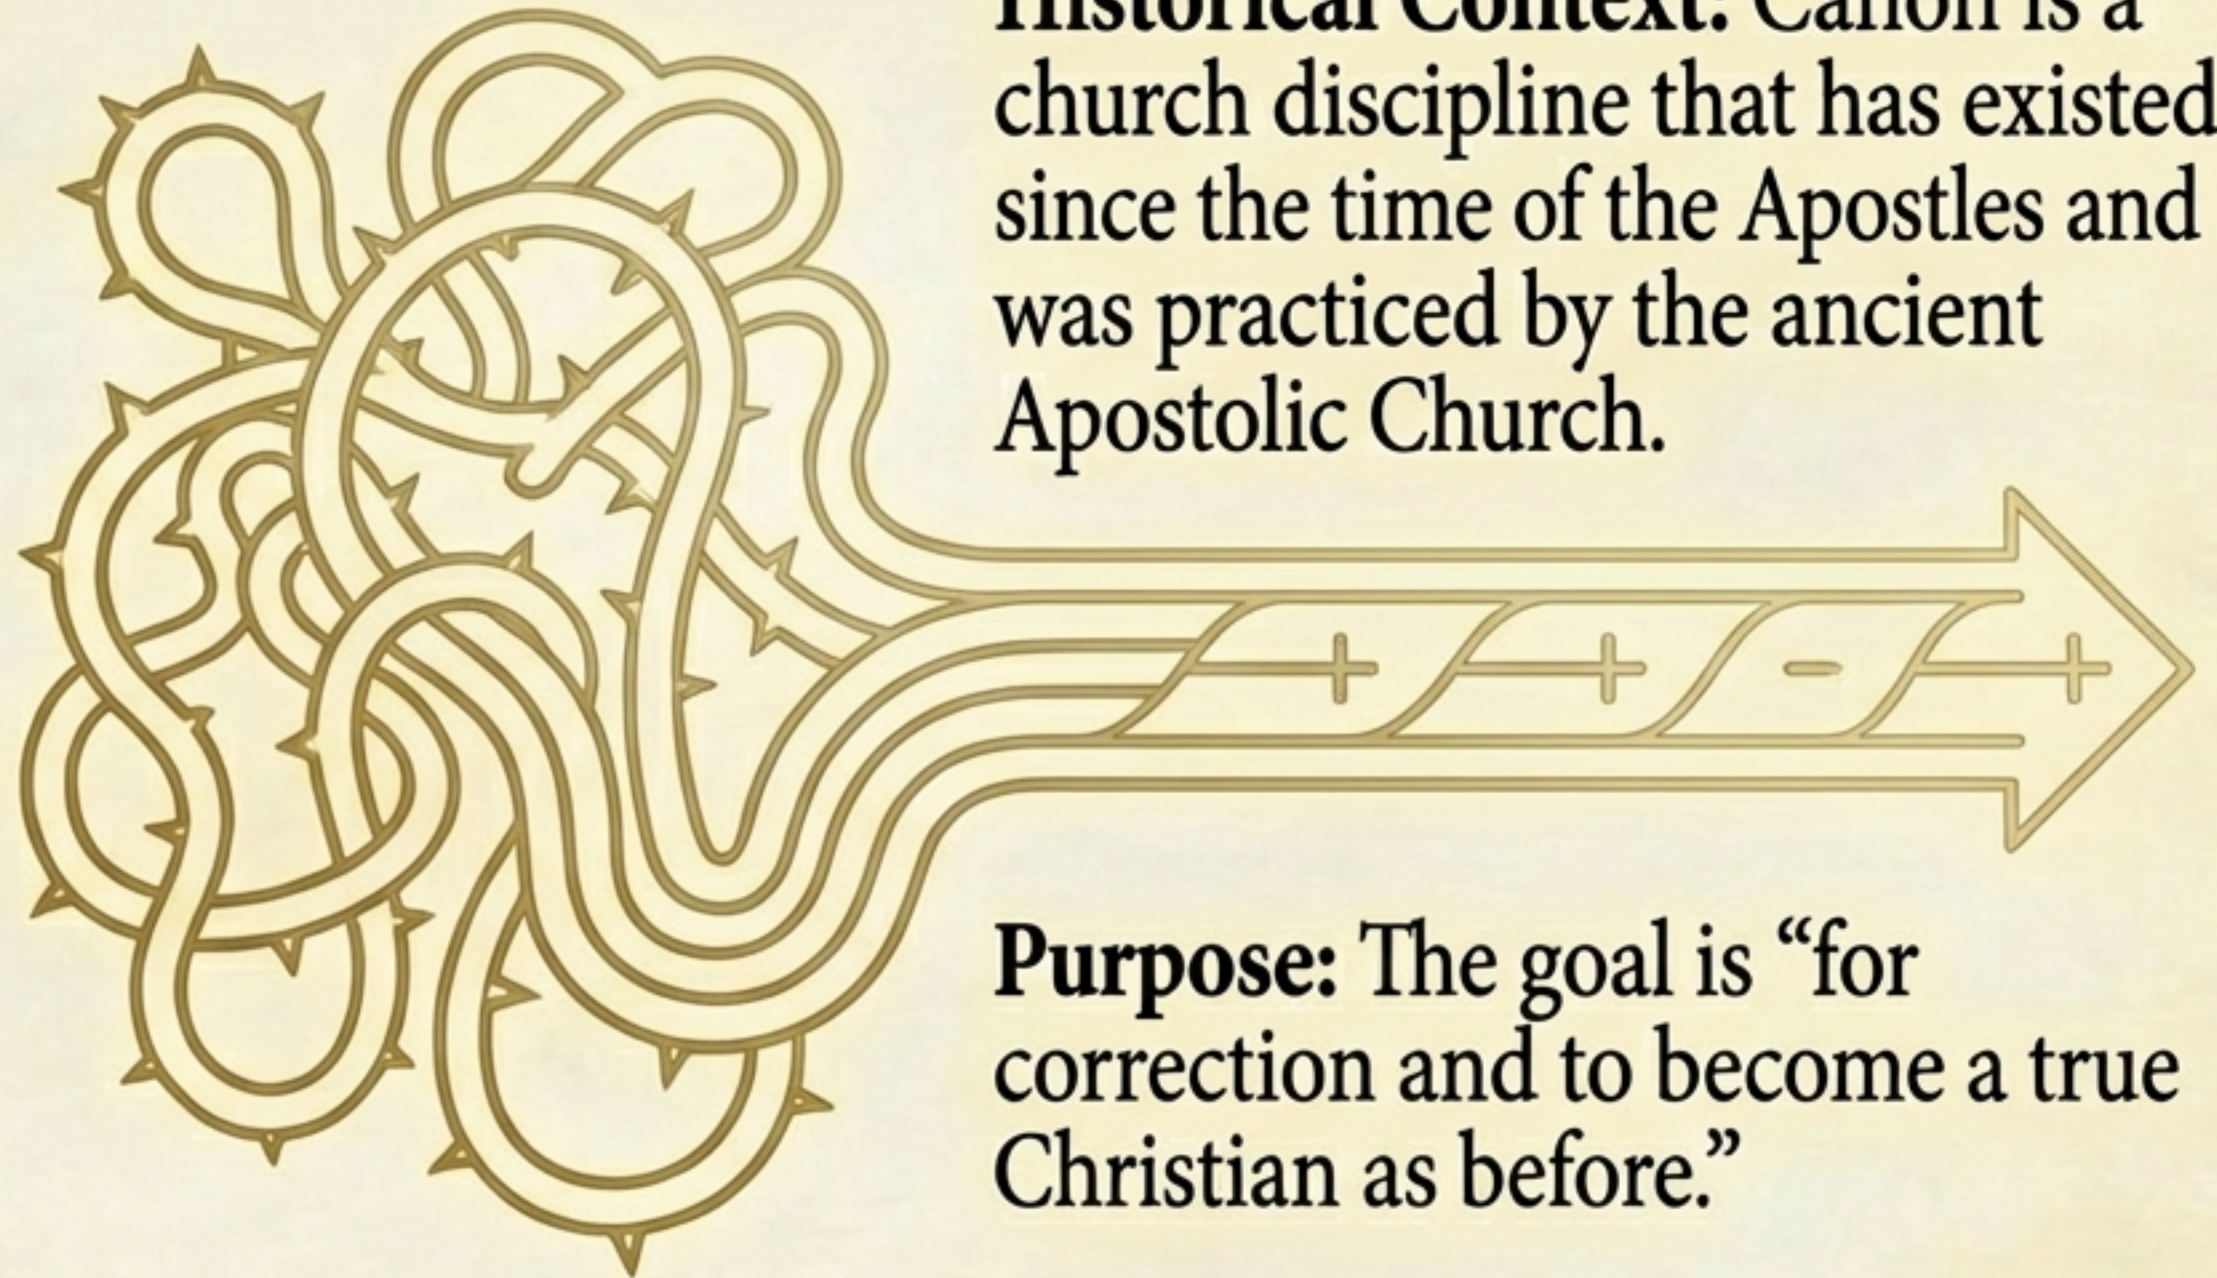 Historical Context: Canon is a
church discipline that has existed
since the time of the Apostles and
was practiced by the ancient
Apostolic Church.
+ + - +
Purpose: The goal is “for
correction and to become a true
Christian as before.”